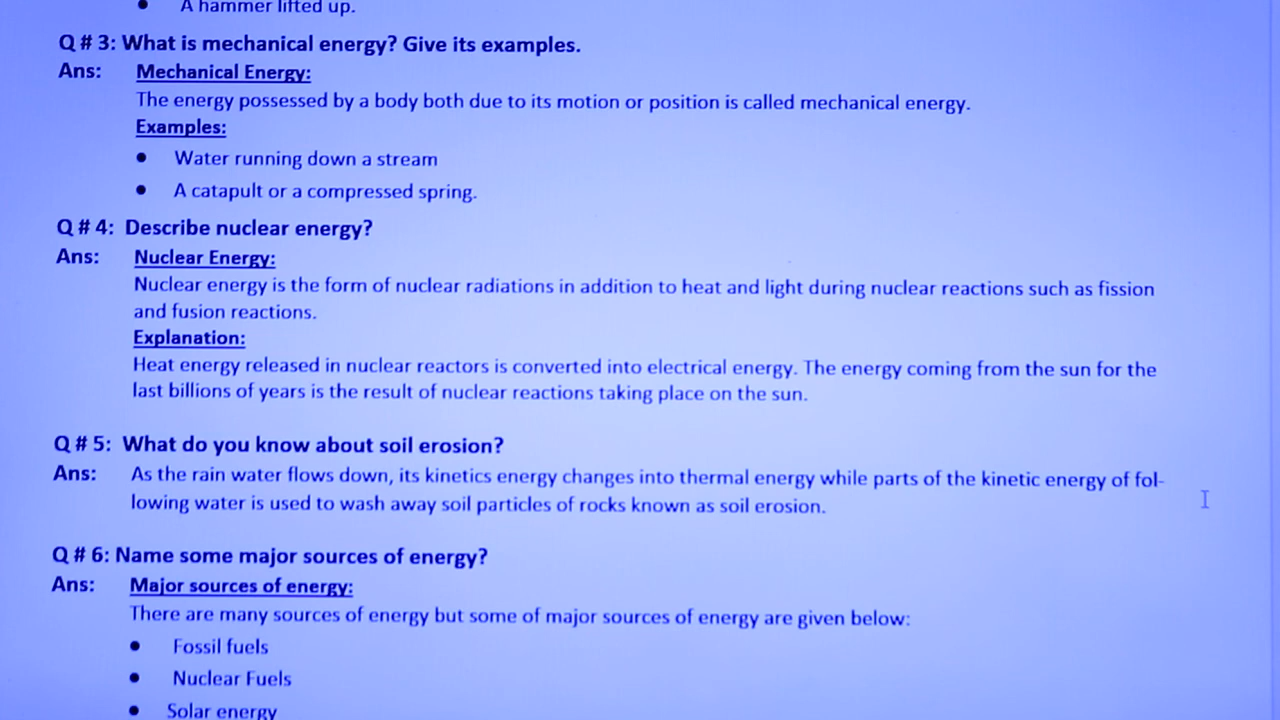 • A hammer lifted up.
Q # 3: What is mechanical energy? Give its examples.
Ans: Mechanical Energy:
The energy possessed by a body both due to its motion or position is called mechanical energy.
Examples:
• Water running down a stream
• A catapult or a compressed spring.
Q # 4: Describe nuclear energy?
Ans: Nuclear Energy:
Nuclear energy is the form of nuclear radiations in addition to heat and light during nuclear reactions such as fission
and fusion reactions.
Explanation:
Heat energy released in nuclear reactors is converted into electrical energy. The energy coming from the sun for the
last billions of years is the result of nuclear reactions taking place on the sun.
Q # 5: What do you know about soil erosion?
Ans: As the rain water flows down, its kinetics energy changes into thermal energy while parts of the kinetic energy of fol-
lowing water is used to wash away soil particles of rocks known as soil erosion.
Q # 6: Name some major sources of energy?
Ans: Major sources of energy:
There are many sources of energy but some of major sources of energy are given below:
• Fossil fuels
• Nuclear Fuels
• Solar energy